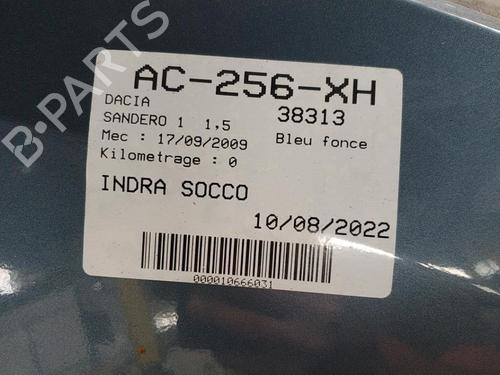 B-PARTS
AC-256-XH
DACIA 38313
SANDERO 1 1,5
Mec : 17/09/2009 Bleu fonce
Kilometrage : 0
INDRA SOCCO
10/08/2022
000010666031